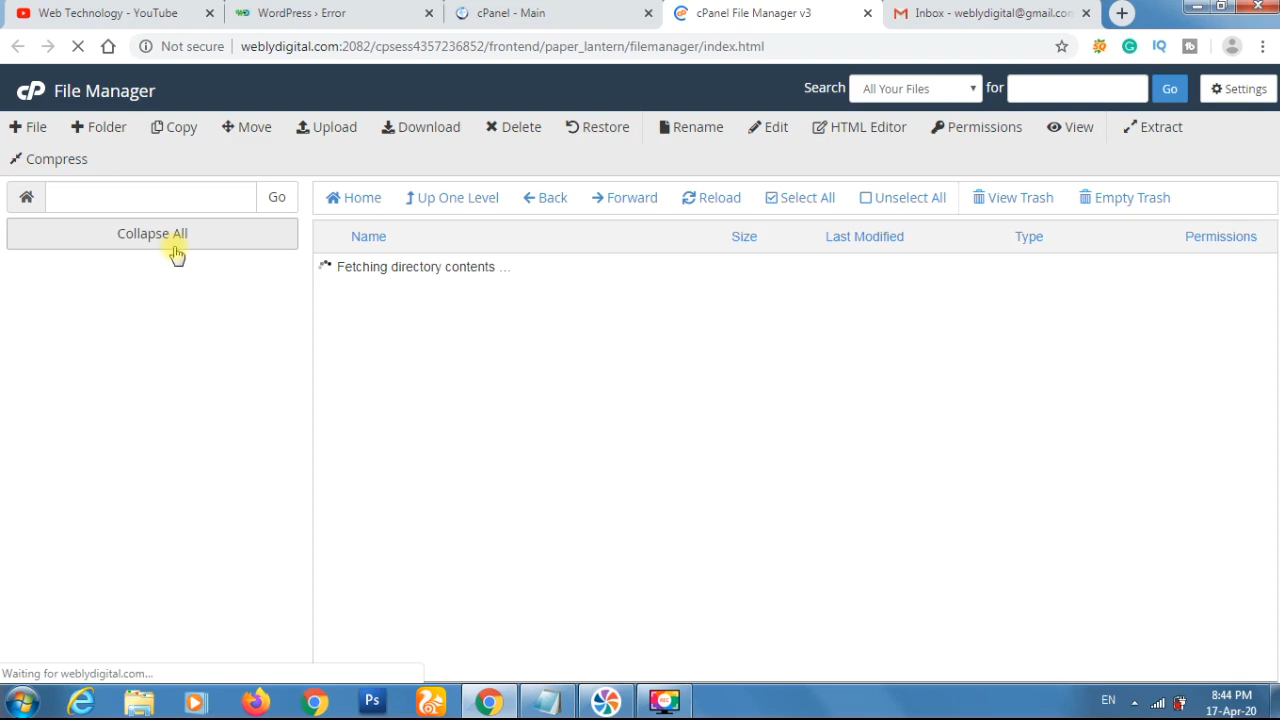 Web Technology - YouTube
WordPress › Error
cPanel - Main
cPanel File Manager v3
Inbox - weblydigital@gmail.com
Not secure
weblydigital.com:2082/cpsess4357236852/frontend/paper_lantern/filemanager/index.html
File Manager
Search
All Your Files
for
Go
Settings
File
Folder
Copy
Move
Upload
Download
Delete
Restore
Rename
Edit
HTML Editor
Permissions
View
Extract
Compress
Go
Home
Up One Level
Back
Forward
Reload
Select All
Unselect All
View Trash
Empty Trash
Collapse All
Name
Size
Last Modified
Type
Permissions
Fetching directory contents ...
Waiting for weblydigital.com...
EN
8:44 PM
17-Apr-20